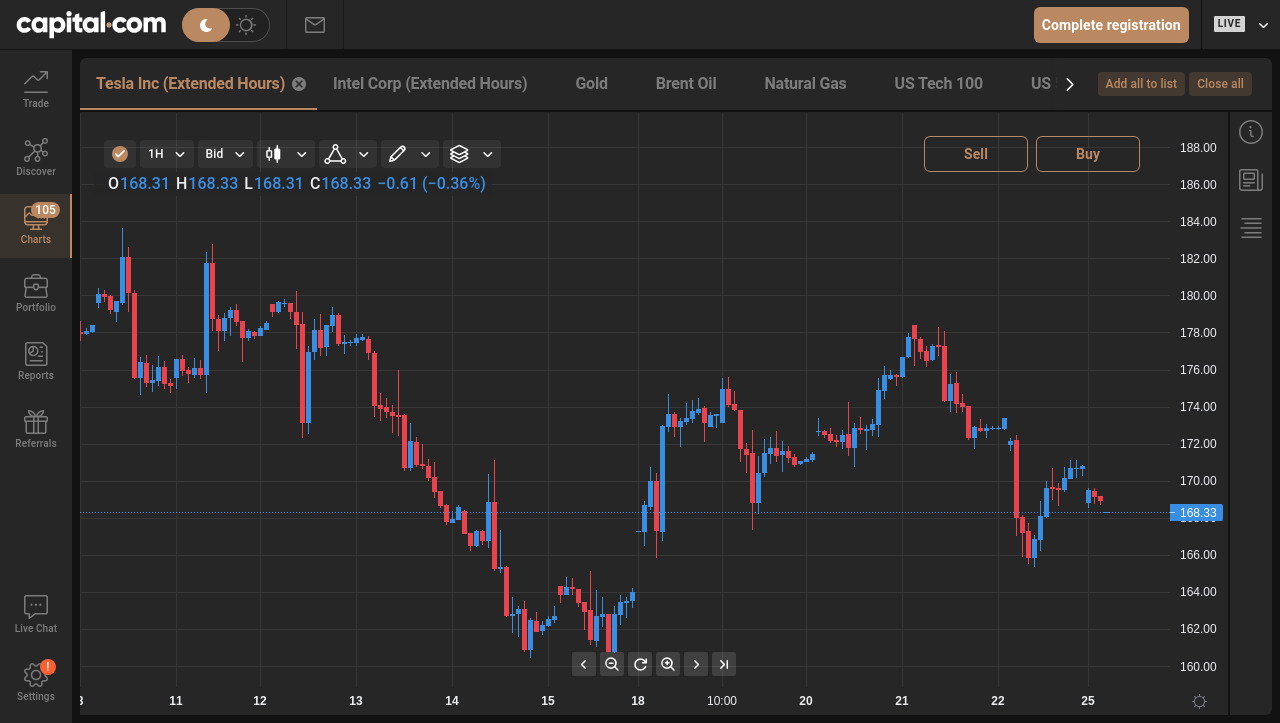 capital.com
Complete registration
LIVE
Trade
Discover
105
Charts
Portfolio
Reports
Referrals
Live Chat
!
Settings
Tesla Inc (Extended Hours)
Intel Corp (Extended Hours)
Gold
Brent Oil
Natural Gas
US Tech 100
US
Add all to list
Close all
1H
Bid
Sell
Buy
O168.31 H168.33 L168.31 C168.33 −0.61 (−0.36%)
188.00
186.00
184.00
182.00
180.00
178.00
176.00
174.00
172.00
170.00
168.33
166.00
164.00
162.00
160.00
11 12 13 14 15 18 10:00 20 21 22 25